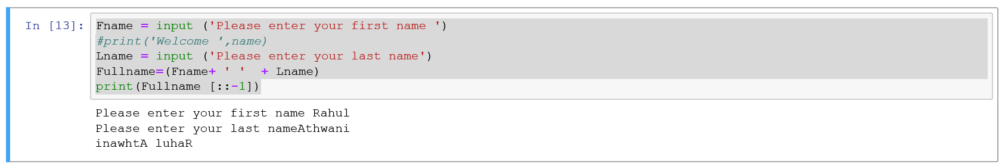 In [13]: Fname = input ('Please enter your first name ')
#print('Welcome ',name)
Lname = input ('Please enter your last name')
Fullname=(Fname+ ' '  + Lname)
print(Fullname [::-1])
Please enter your first name Rahul
Please enter your last nameAthwani
inawhtA luhaR